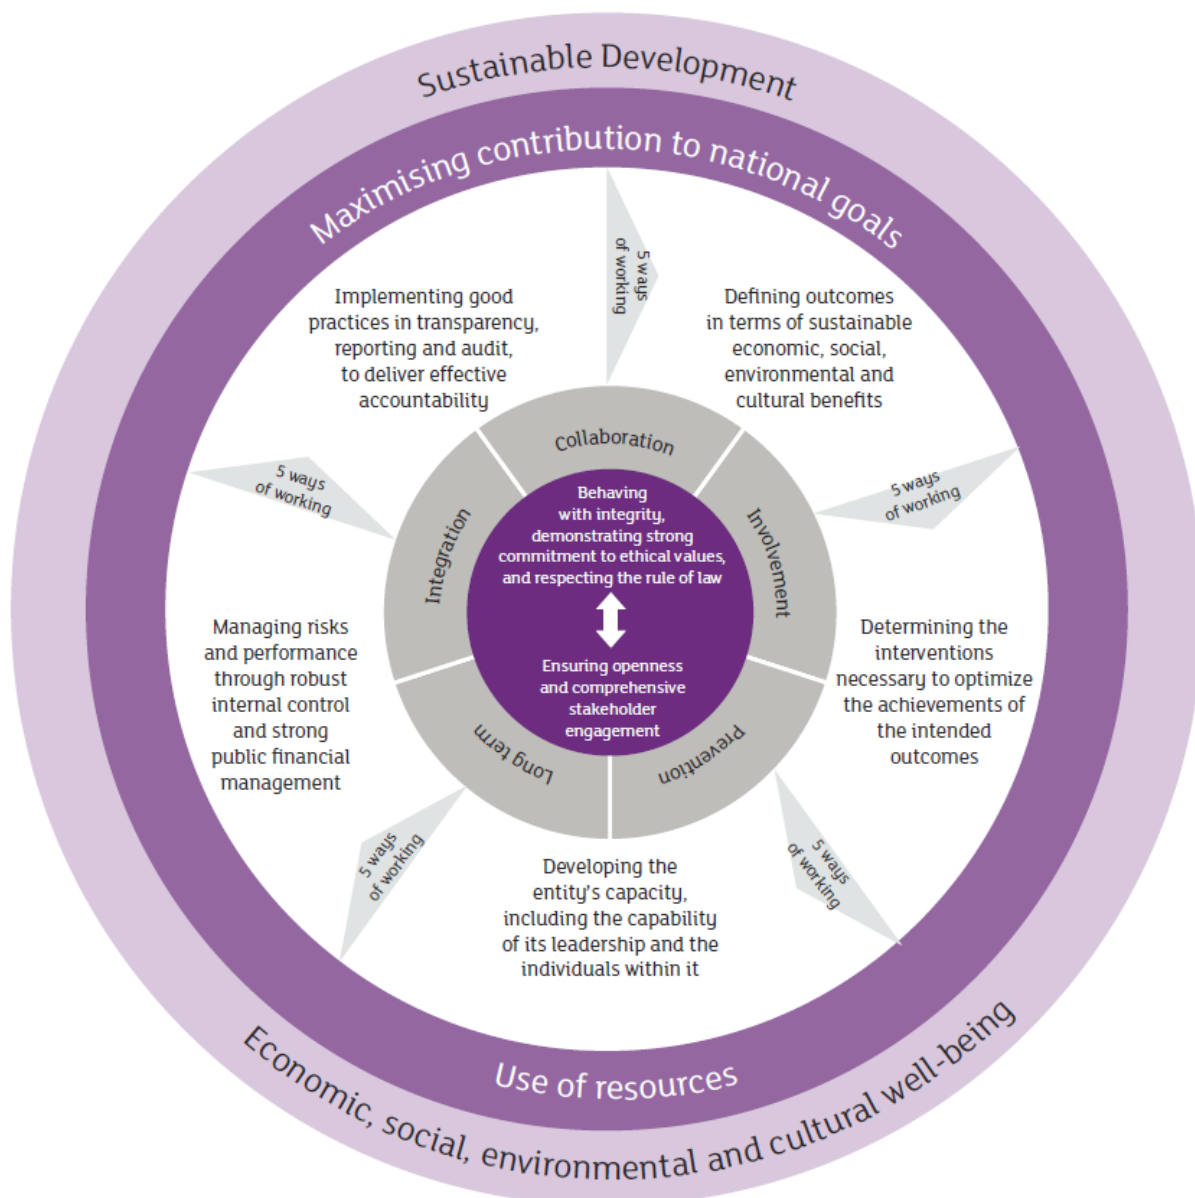 Sustainable Development
Maximising contribution to national goals
5 ways
of working
Implementing good
practices in transparency,
reporting and audit,
to deliver effective
accountability
Defining outcomes
in terms of sustainable
economic, social,
environmental and
cultural benefits
Collaboration
5 ways
of working
5 ways
of working
Integration
Involvement
Behaving
with integrity,
demonstrating strong
commitment to ethical values,
and respecting the rule of law
Ensuring openness
and comprehensive
stakeholder
engagement
Managing risks
and performance
through robust
internal control
and strong
public financial
management
Determining the
interventions
necessary to optimize
the achievements of
the intended
outcomes
Long term
Prevention
5 ways
of working
5 ways
of working
Developing the
entity's capacity,
including the capability
of its leadership and the
individuals within it
Use of resources
Economic, social, environmental and cultural well-being